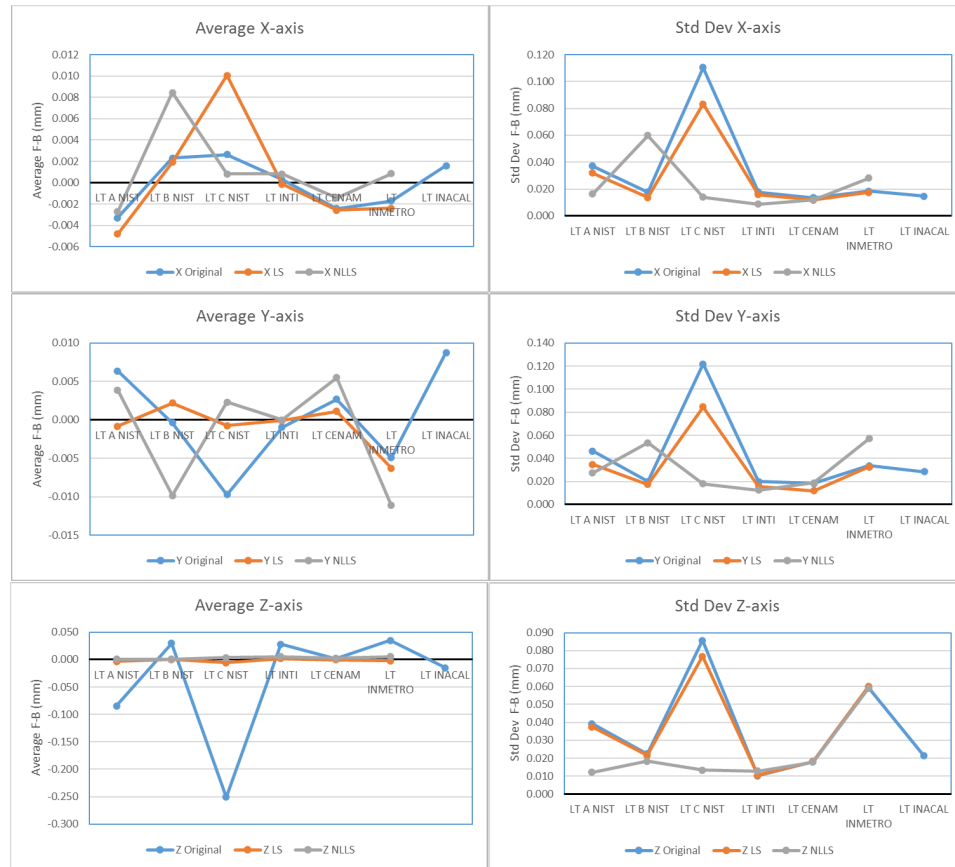 Average X-axis
Average F-B (mm)
0.012
0.010
0.008
0.006
0.004
0.002
0.000
-0.002
-0.004
-0.006
LT A NIST LT B NIST LT C NIST LT INTI LT CENAM LT INMETRO LT INACAL
X Original X LS X NLLS
Std Dev X-axis
Std Dev F-B (mm)
0.120
0.100
0.080
0.060
0.040
0.020
0.000
LT A NIST LT B NIST LT C NIST LT INTI LT CENAM LT INACAL
LT
INMETRO
X Original X LS X NLLS
Average Y-axis
Average F-B (mm)
0.010
0.005
0.000
-0.005
-0.010
-0.015
LT A NIST LT B NIST LT C NIST LT INTI LT CENAM LT LT INACAL
INMETRO
Y Original Y LS Y NLLS
Std Dev Y-axis
Std Dev F-B (mm)
0.140
0.120
0.100
0.080
0.060
0.040
0.020
0.000
LT A NIST LT B NIST LT C NIST LT INTI LT CENAM LT LT INACAL
INMETRO
Y Original Y LS Y NLLS
Average Z-axis
Average F-B (mm)
0.050
0.000
-0.050
-0.100
-0.150
-0.200
-0.250
-0.300
LT A NIST LT B NIST LT C NIST LT INTI LT CENAM LT LT INACAL
INMETRO
Z Original Z LS Z NLLS
Std Dev Z-axis
Std Dev F-B (mm)
0.090
0.080
0.070
0.060
0.050
0.040
0.030
0.020
0.010
0.000
LT A NIST LT B NIST LT C NIST LT INTI LT CENAM LT LT INACAL
INMETRO
Z Original Z LS Z NLLS